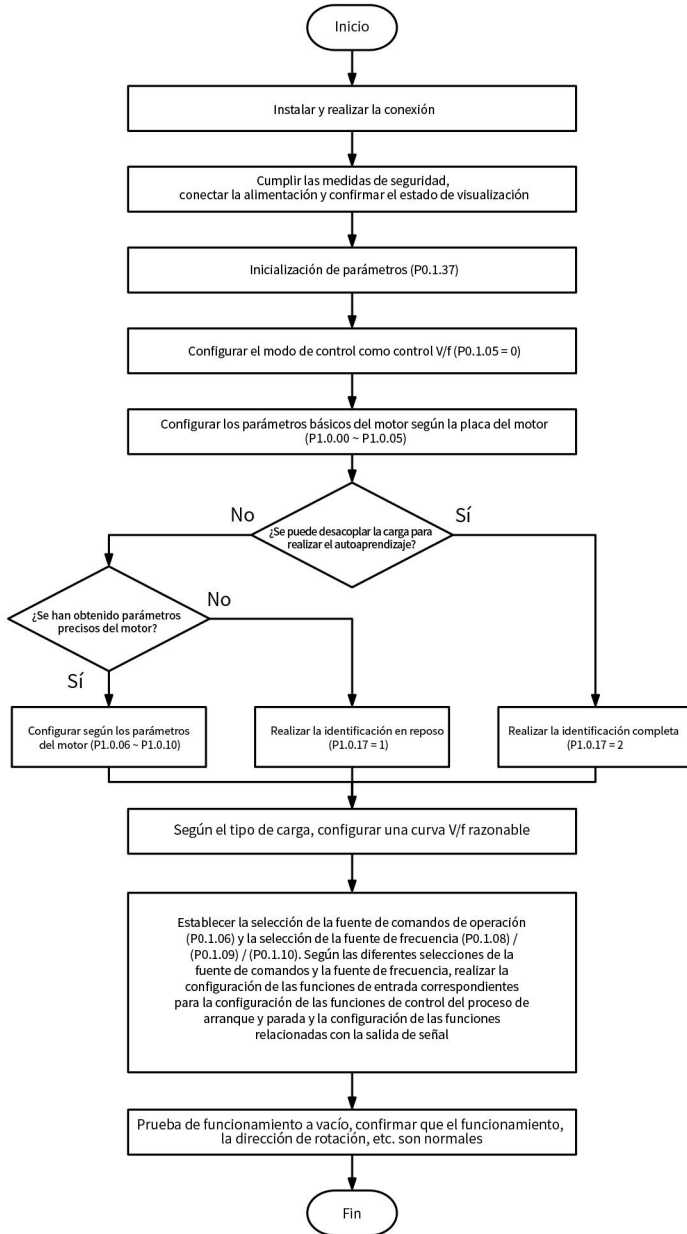 Inicio
Instalar y realizar la conexión
Cumplir las medidas de seguridad,
conectar la alimentación y confirmar el estado de visualización
Inicialización de parámetros (P0.1.37)
Configurar el modo de control como control V/f (P0.1.05 = 0)
Configurar los parámetros básicos del motor según la placa del motor
(P1.0.00 ~ P1.0.05)
¿Se puede desacoplar la carga para
realizar el autoaprendizaje?
No
Sí
¿Se han obtenido parámetros
precisos del motor?
No
Sí
Configurar según los parámetros
del motor (P1.0.06 ~ P1.0.10)
Realizar la identificación en reposo
(P1.0.17 = 1)
Realizar la identificación completa
(P1.0.17 = 2
Según el tipo de carga, configurar una curva V/f razonable
Establecer la selección de la fuente de comandos de operación
(P0.1.06) y la selección de la fuente de frecuencia (P0.1.08) /
(P0.1.09) / (P0.1.10). Según las diferentes selecciones de la
fuente de comandos y la fuente de frecuencia, realizar la
configuración de las funciones de entrada correspondientes
para la configuración de las funciones de control del proceso de
arranque y parada y la configuración de las funciones
relacionadas con la salida de señal
Prueba de funcionamiento a vacío, confirmar que el funcionamiento,
la dirección de rotación, etc. son normales
Fin